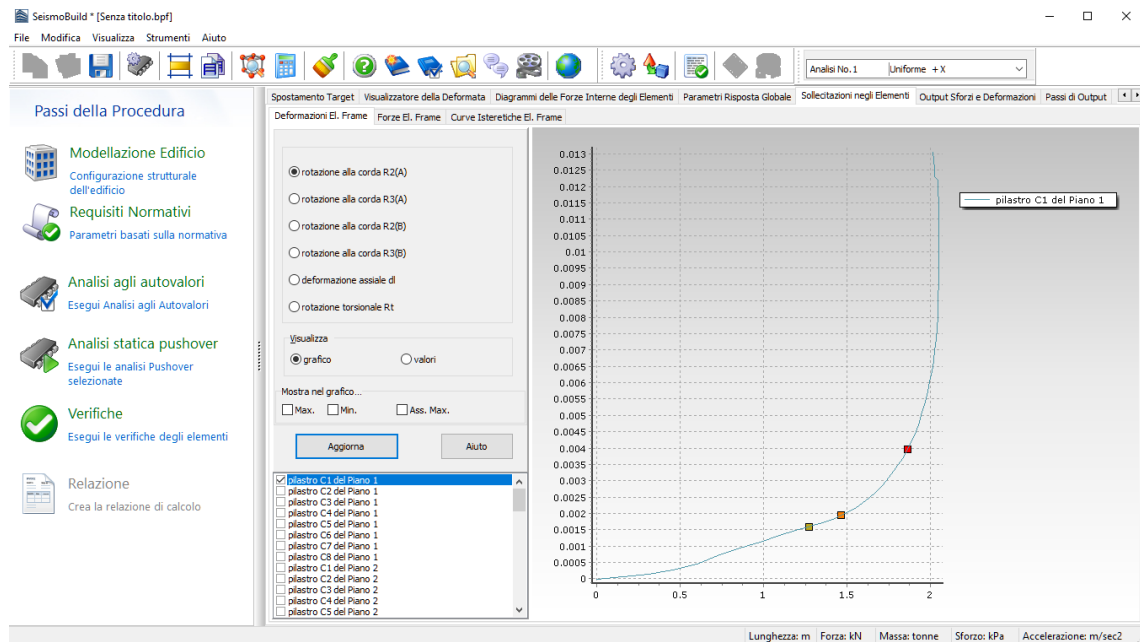 SeismoBuild * [Senza titolo.bpf]
File Modifica Visualizza Strumenti Aiuto
Analisi No.1 Uniforme +X
Passi della Procedura
Modellazione Edificio
Configurazione strutturale
dell'edificio
Requisiti Normativi
Parametri basati sulla normativa
Analisi agli autovalori
Esegui Analisi agli Autovalori
Analisi statica pushover
Esegui le analisi Pushover
selezionate
Verifiche
Esegui le verifiche degli elementi
Relazione
Crea la relazione di calcolo
Spostamento Target Visualizzatore della Deformata Diagrammi delle Forze Interne degli Elementi Parametri Risposta Globale Sollecitazioni negli Elementi Output Sforzi e Deformazioni Passi di Output
Deformazioni El. Frame Forze El. Frame Curve Isteretiche El. Frame
rotazione alla corda R2(A)
rotazione alla corda R3(A)
rotazione alla corda R2(B)
rotazione alla corda R3(B)
deformazione assiale dl
rotazione torsionale Rt
Visualizza
grafico valori
Mostra nel grafico...
Max. Min. Ass. Max.
Aggiorna Aiuto
pilastro C1 del Piano 1
pilastro C2 del Piano 1
pilastro C3 del Piano 1
pilastro C4 del Piano 1
pilastro C5 del Piano 1
pilastro C6 del Piano 1
pilastro C7 del Piano 1
pilastro C8 del Piano 1
pilastro C1 del Piano 2
pilastro C2 del Piano 2
pilastro C3 del Piano 2
pilastro C4 del Piano 2
pilastro C5 del Piano 2
0.013
0.0125
0.012
0.0115
0.011
0.0105
0.01
0.0095
0.009
0.0085
0.008
0.0075
0.007
0.0065
0.006
0.0055
0.005
0.0045
0.004
0.0035
0.003
0.0025
0.002
0.0015
0.001
0.0005
0
0 0.5 1 1.5 2
pilastro C1 del Piano 1
Lunghezza: m Forza: kN Massa: tonne Sforzo: kPa Accelerazione: m/sec2